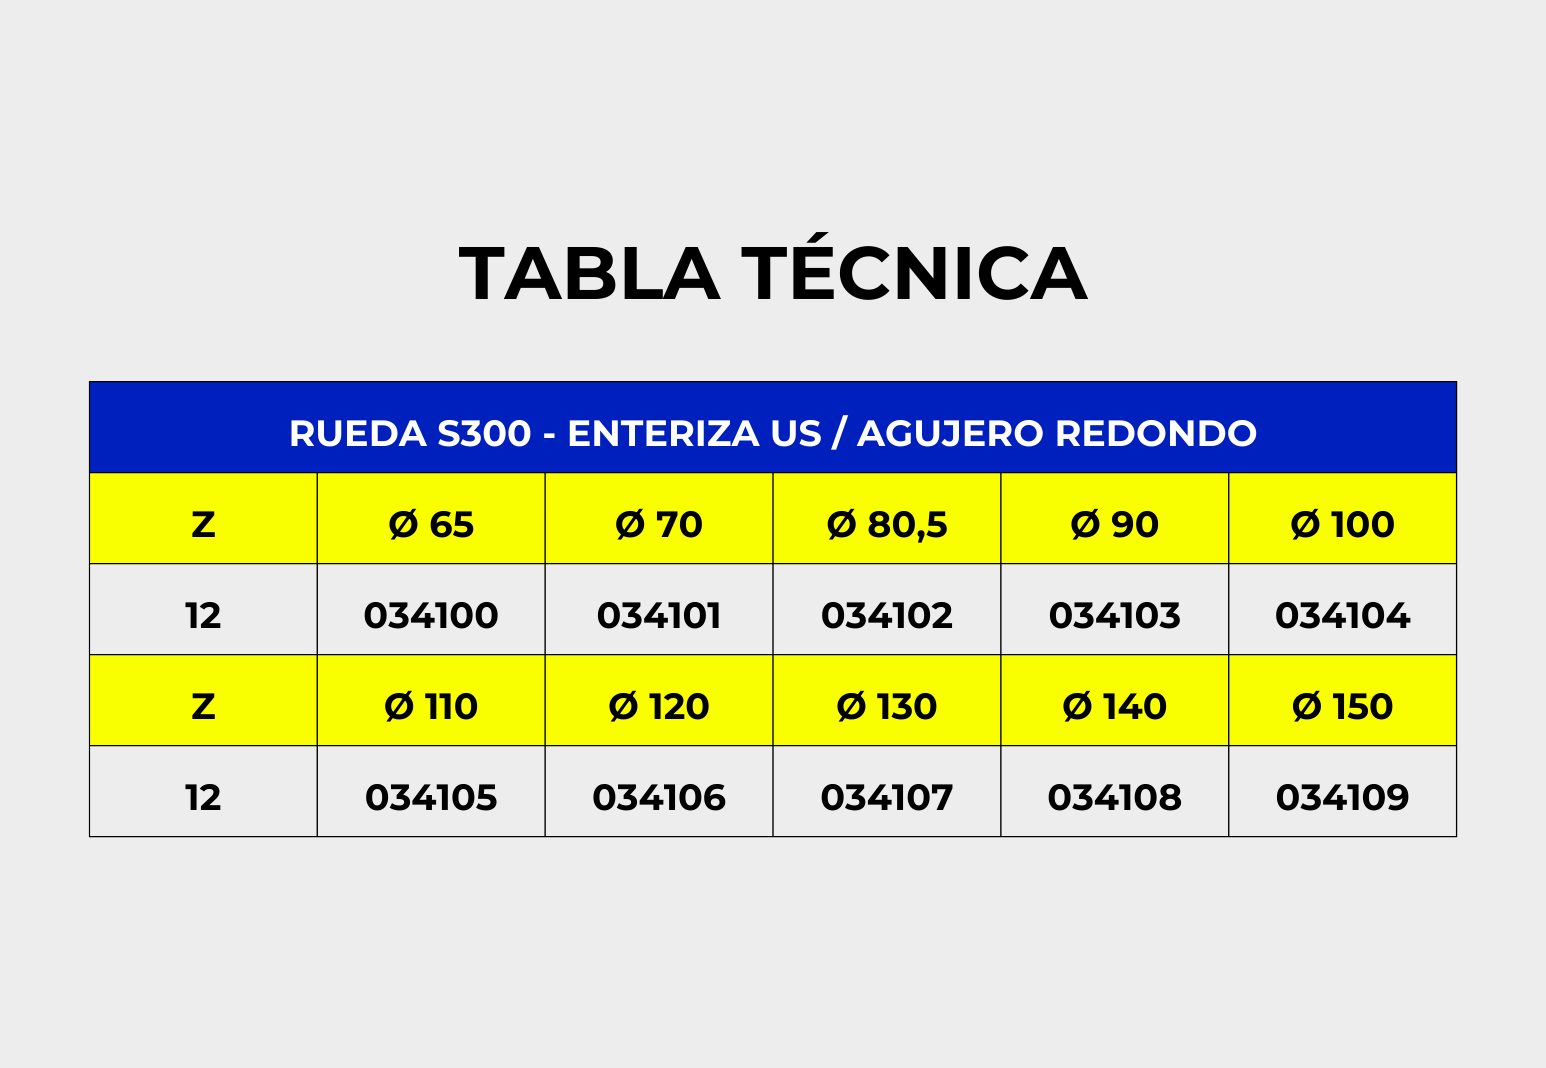 TABLA TÉCNICA
RUEDA S300 - ENTERIZA US / AGUJERO REDONDO
Z Ø 65 Ø 70 Ø 80,5 Ø 90 Ø 100
12 034100 034101 034102 034103 034104
Z Ø 110 Ø 120 Ø 130 Ø 140 Ø 150
12 034105 034106 034107 034108 034109